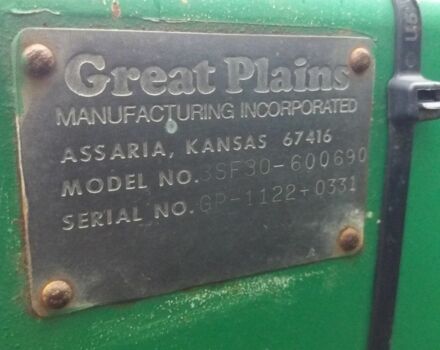 Great Plains
MANUFACTURING INCORPORATED
ASSARIA, KANSAS 67416
MODEL NO. 3SF30-600690
SERIAL NO. GP-1122+0331